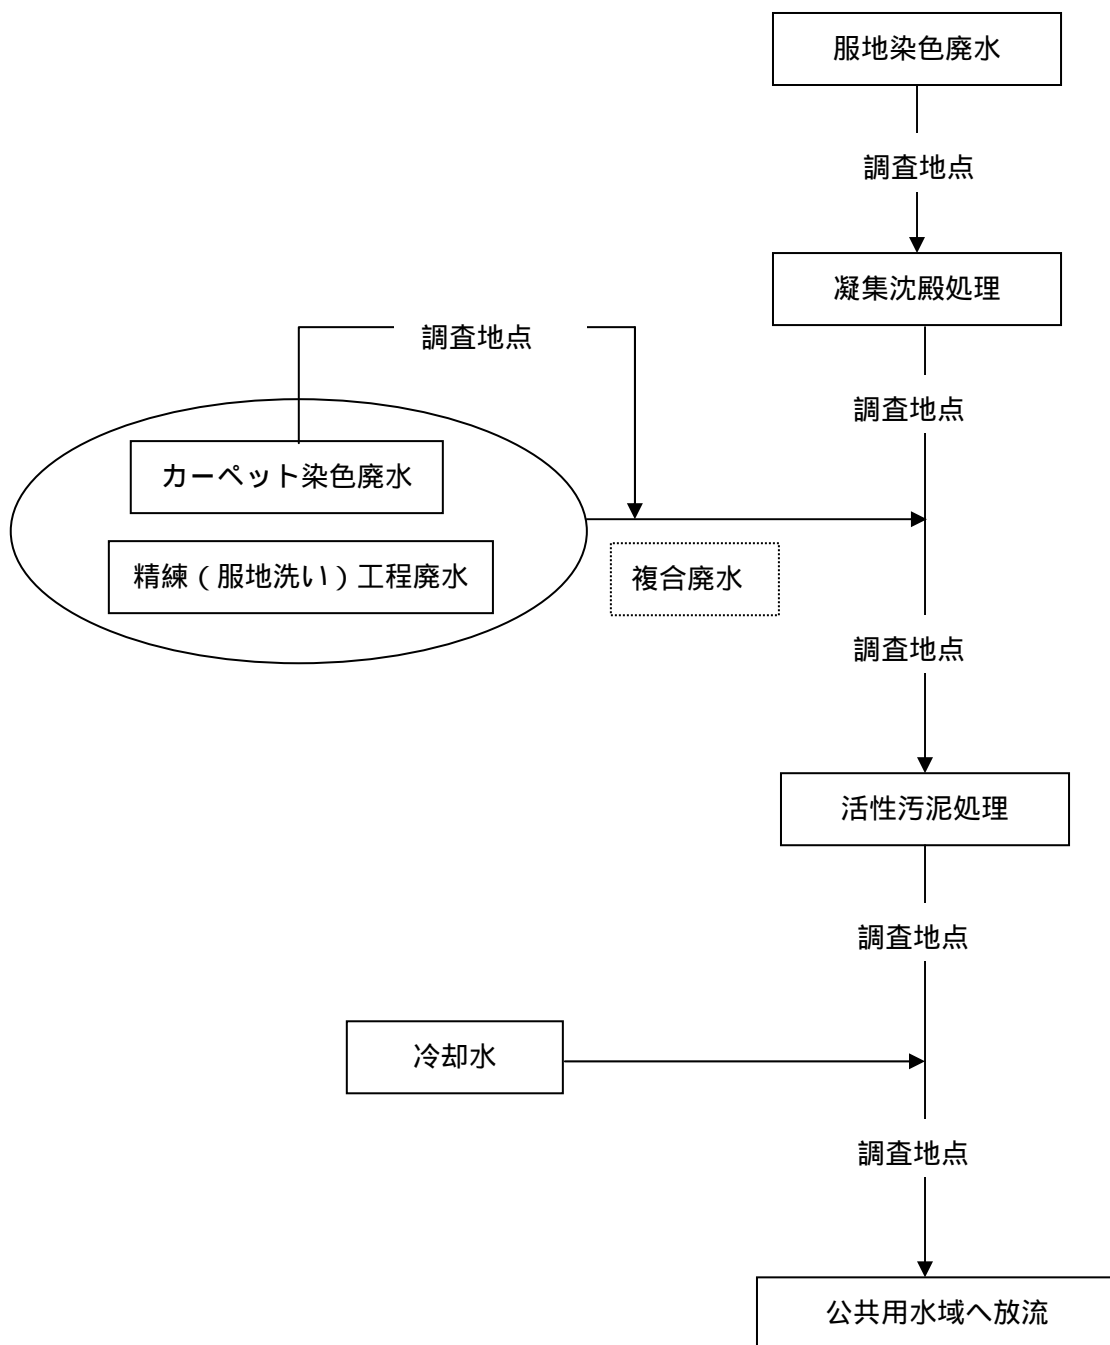 服地染色廃水
調査地点
凝集沈殿処理
調査地点
調査地点
カーペット染色廃水
精練（服地洗い）工程廃水
複合廃水
調査地点
活性汚泥処理
調査地点
冷却水
調査地点
公共用水域へ放流